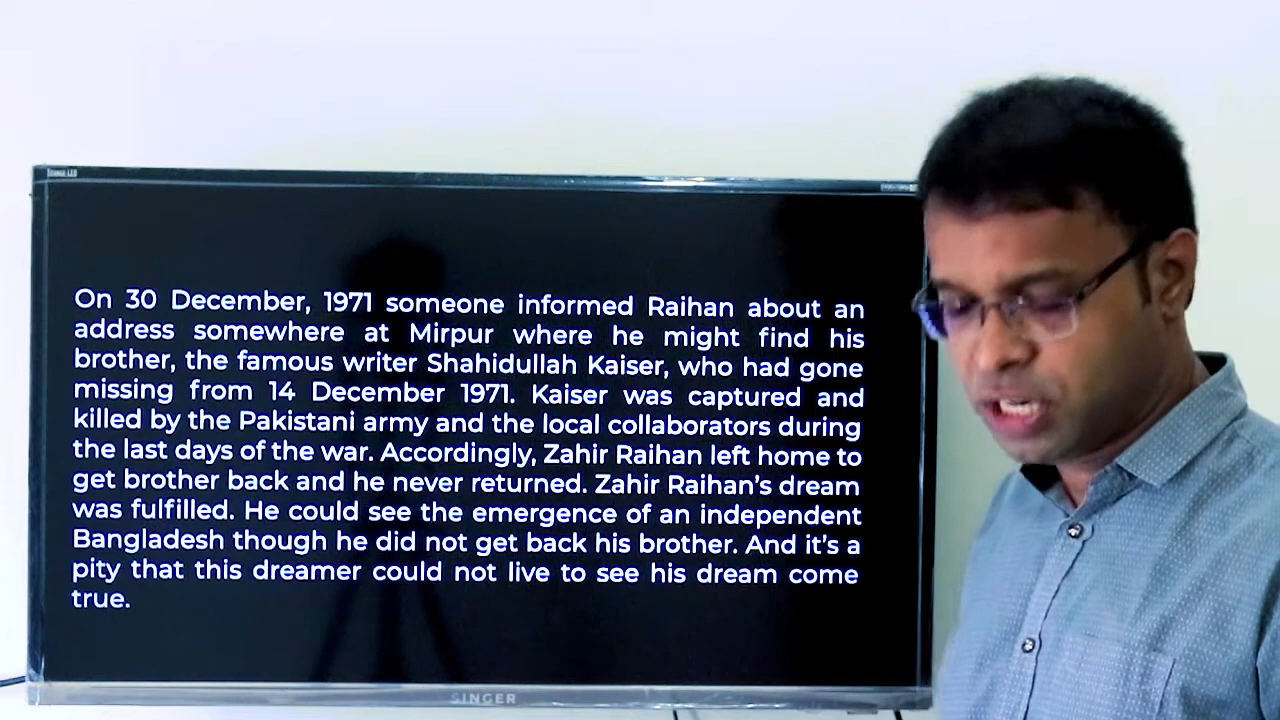 On 30 December, 1971 someone informed Raihan about an
address somewhere at Mirpur where he might find his
brother, the famous writer Shahidullah Kaiser, who had gone
missing from 14 December 1971. Kaiser was captured and
killed by the Pakistani army and the local collaborators during
the last days of the war. Accordingly, Zahir Raihan left home to
get brother back and he never returned. Zahir Raihan's dream
was fulfilled. He could see the emergence of an independent
Bangladesh though he did not get back his brother. And it's a
pity that this dreamer could not live to see his dream come
true.
SINGER